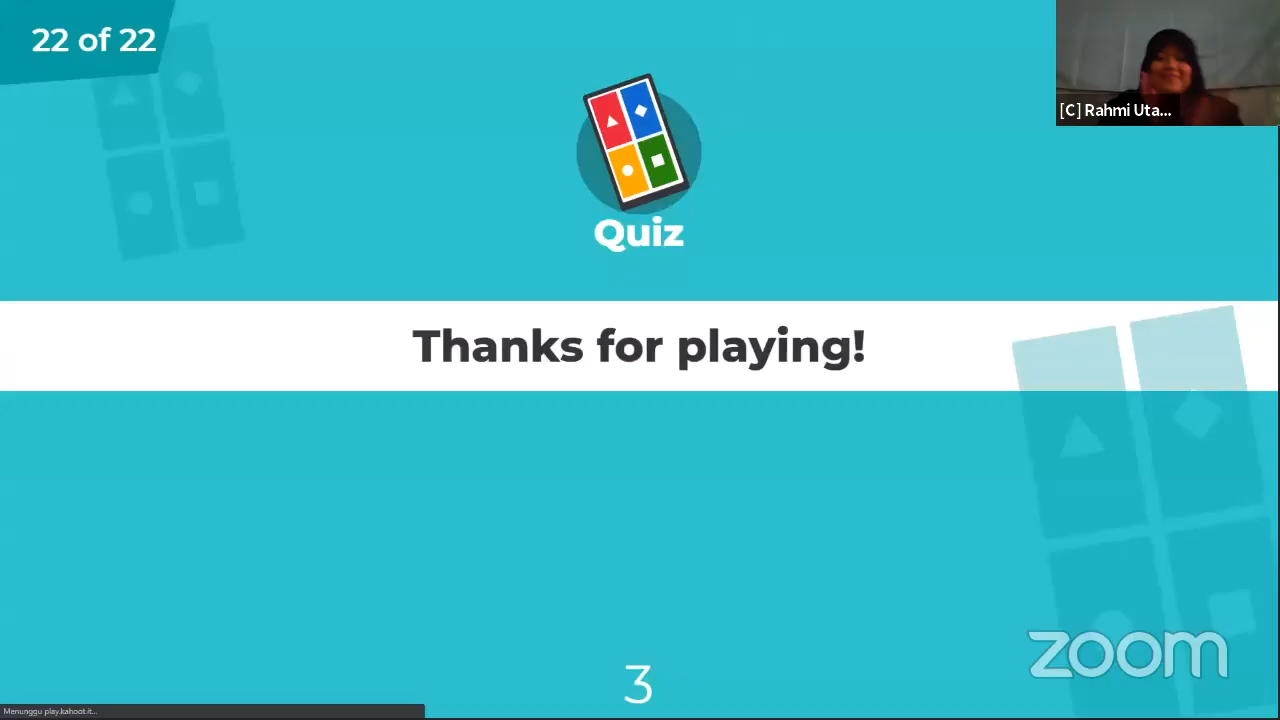 22 of 22
[C] Rahmi Uta...
Quiz
Thanks for playing!
3
zoom
Menunggu play.kahoot.it...